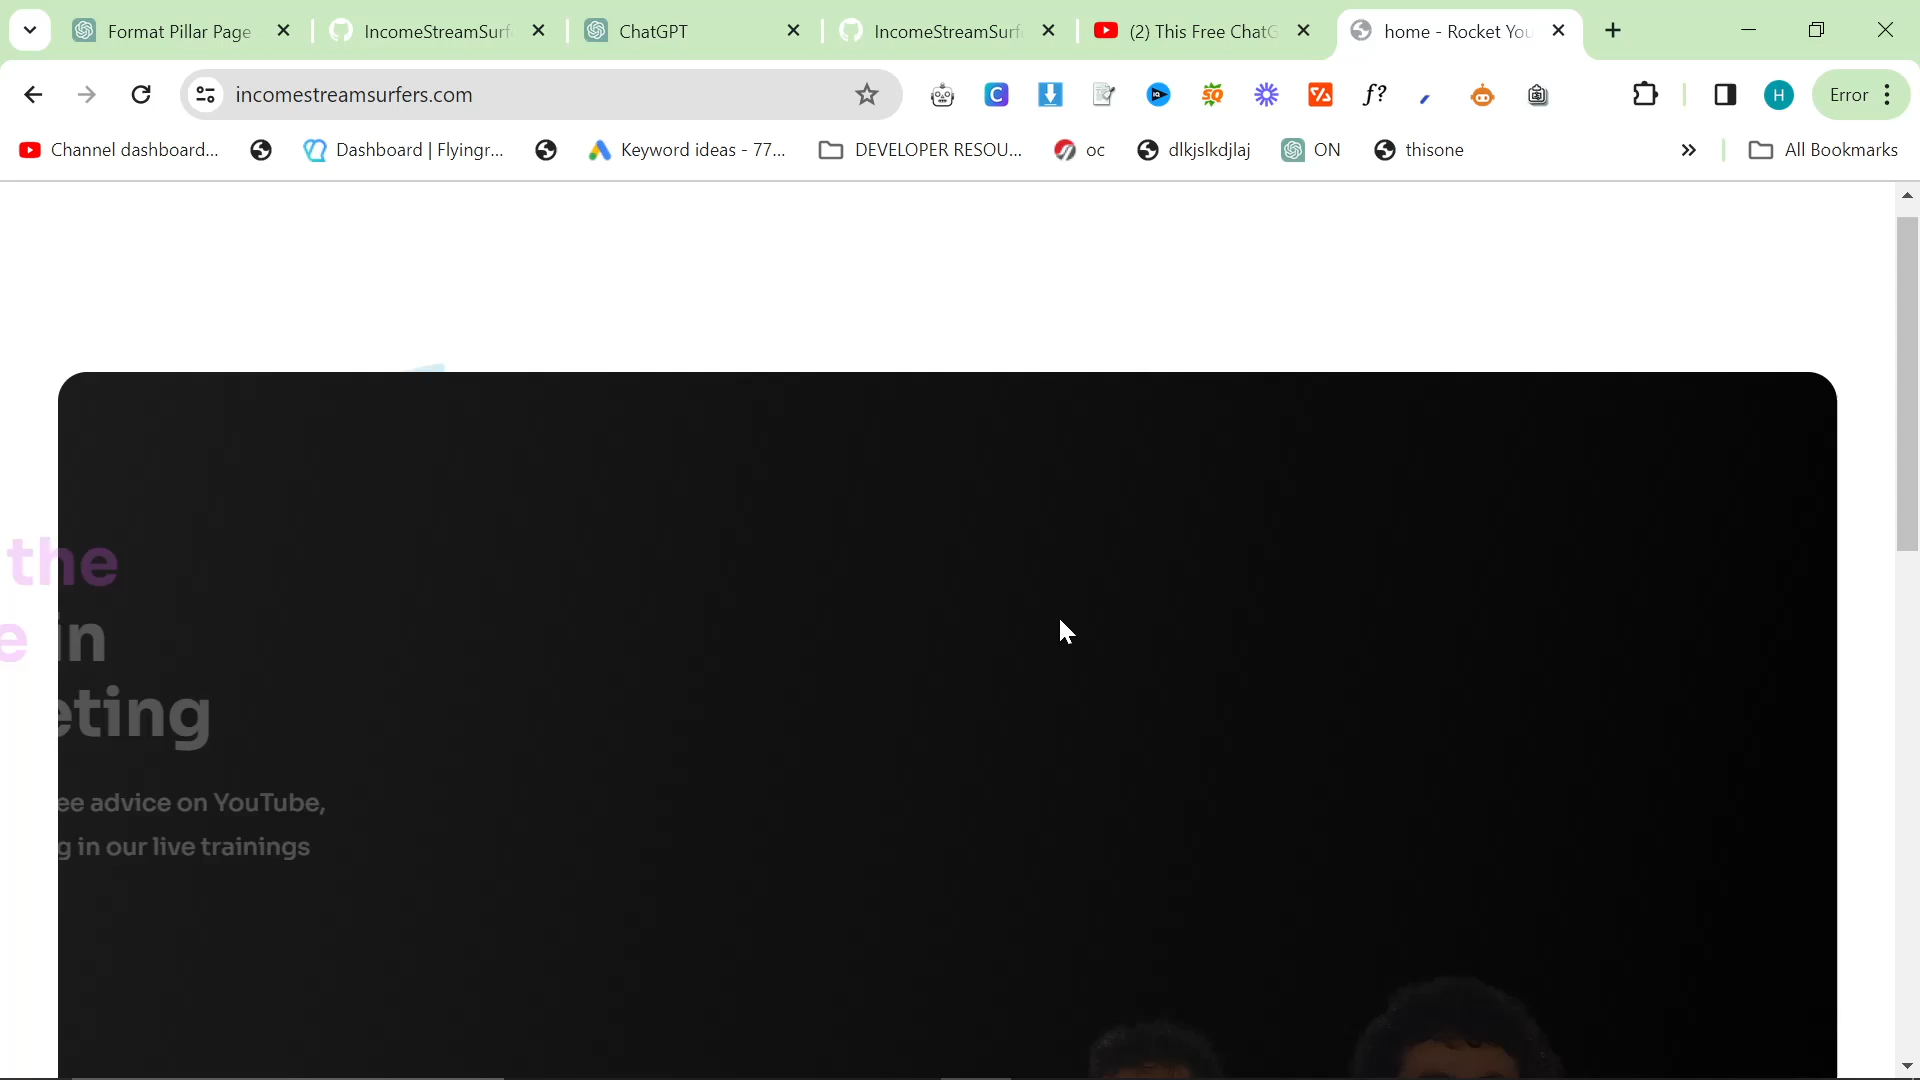 Format Pillar Page
IncomeStreamSurf
ChatGPT
IncomeStreamSurf
(2) This Free ChatG
home - Rocket You
incomestreamsurfers.com
f?
H
Error
Channel dashboard...
Dashboard | Flyingr...
Keyword ideas - 77...
DEVELOPER RESOU...
oc
dlkjslkdjlaj
ON
thisone
All Bookmarks
the
e in
eting
ee advice on YouTube,
g in our live trainings